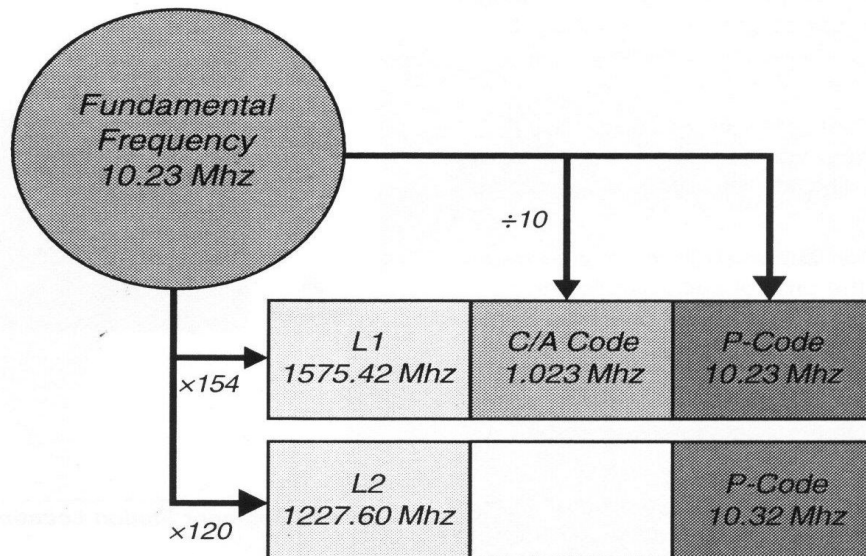 Fundamental
Frequency
10.23 Mhz
÷10
L1
1575.42 Mhz
C/A Code
1.023 Mhz
P-Code
10.23 Mhz
×154
L2
1227.60 Mhz
P-Code
10.32 Mhz
×120